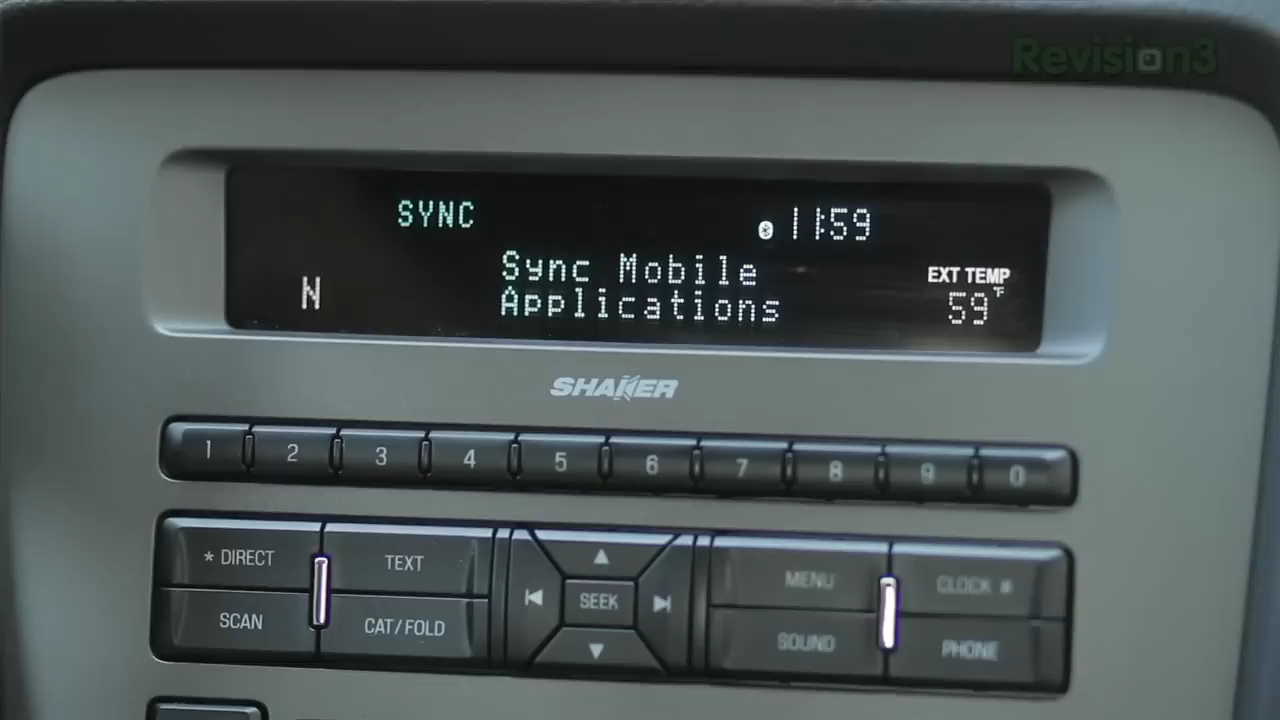 Revision3
SYNC
11:59
Sync Mobile
Applications
N
EXT TEMP
59°F
SHAKER
1 2 3 4 5 6 7 8 9 0
* DIRECT
TEXT
SCAN
CAT/FOLD
SEEK
MENU
CLOCK #
SOUND
PHONE